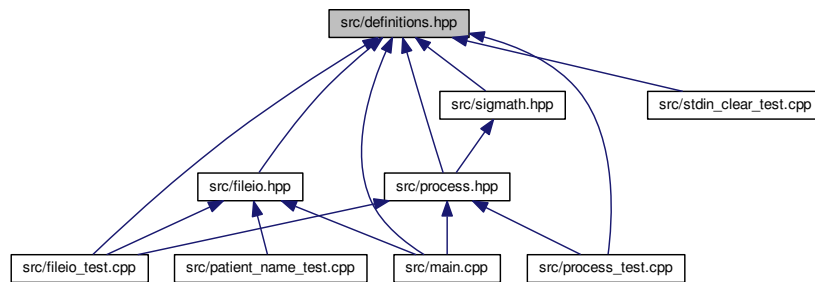 src/definitions.hpp
src/sigmath.hpp
src/stdin_clear_test.cpp
src/fileio.hpp
src/process.hpp
src/fileio_test.cpp
src/patient_name_test.cpp
src/main.cpp
src/process_test.cpp